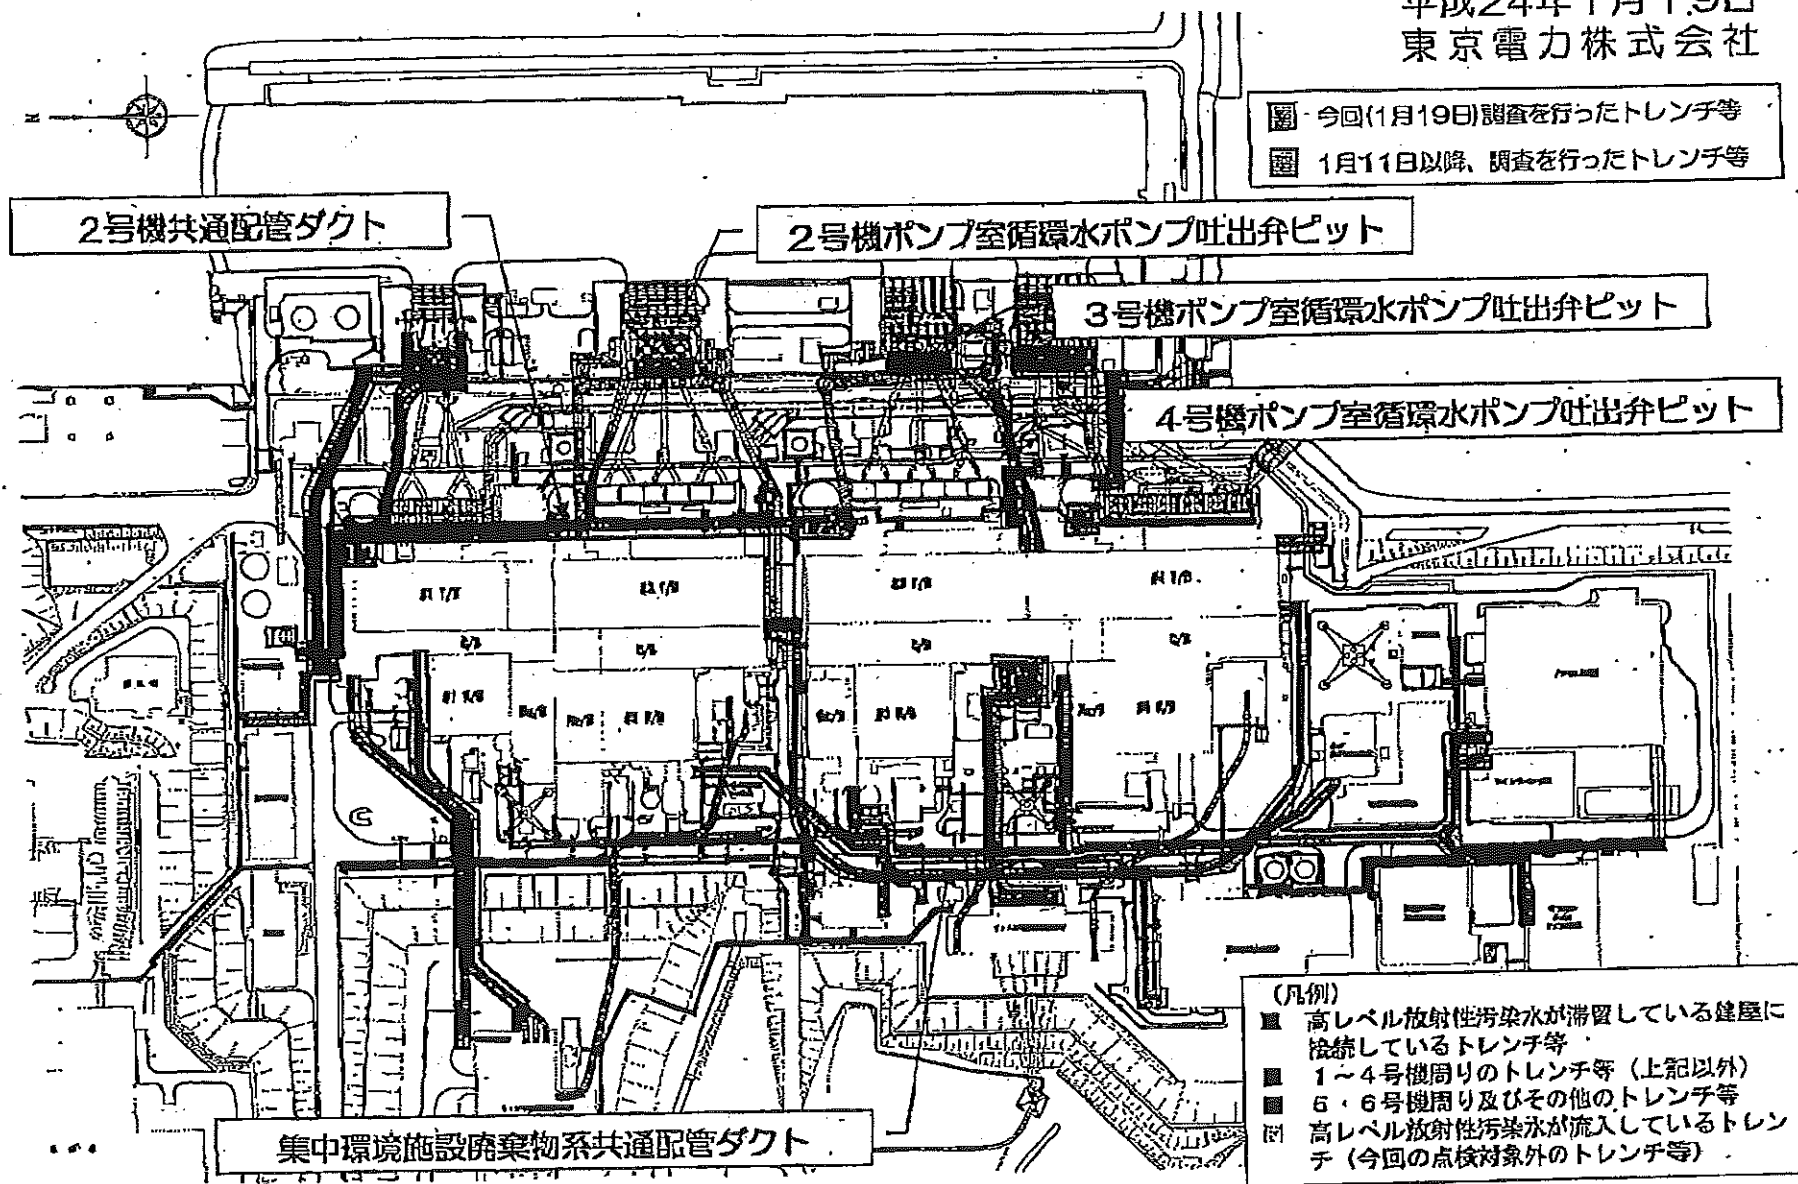 平成24年1月19日
東京電力株式会社
N
今回(1月19日)調査を行ったトレンチ等
1月11日以降、調査を行ったトレンチ等
2号機共通配管ダクト
2号機ポンプ室循環水ポンプ吐出弁ピット
3号機ポンプ室循環水ポンプ吐出弁ピット
4号機ポンプ室循環水ポンプ吐出弁ピット
集中環境施設廃棄物系共通配管ダクト
(凡例)
高レベル放射性汚染水が滞留している建屋に
接続しているトレンチ等
1～4号機周りのトレンチ等(上記以外)
5・6号機周り及びその他のトレンチ等
高レベル放射性汚染水が流入しているトレン
チ(今回の点検対象外のトレンチ等)